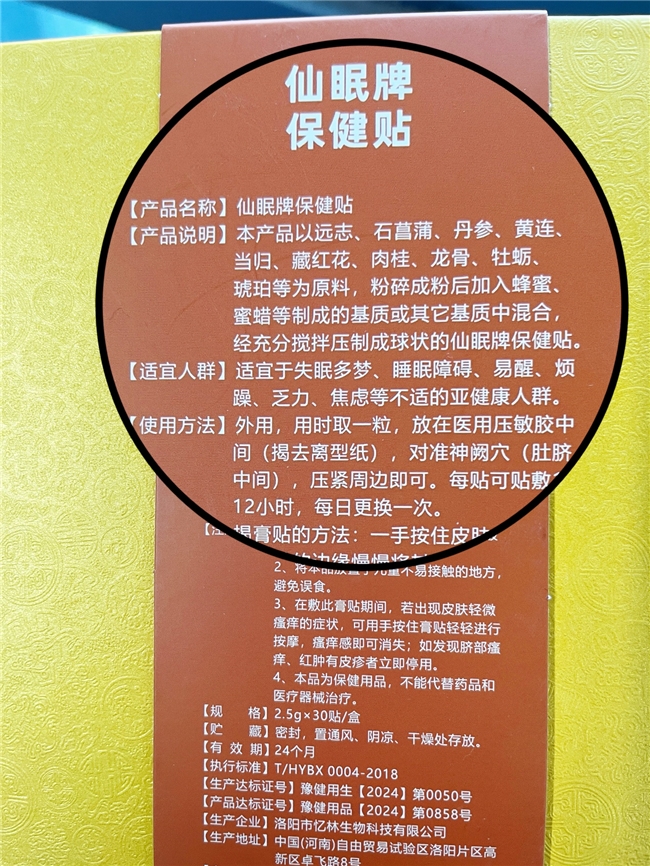 仙眠牌
保健贴
【产品名称】仙眠牌保健贴
【产品说明】本产品以远志、石菖蒲、丹参、黄连、
当归、藏红花、肉桂、龙骨、牡蛎、
琥珀等为原料，粉碎成粉后加入蜂蜜、
蜜蜡等制成的基质或其它基质中混合，
经充分搅拌压制成球状的仙眠牌保健贴。
【适宜人群】适宜于失眠多梦、睡眠障碍、易醒、烦
躁、乏力、焦虑等不适的亚健康人群。
【使用方法】外用，用时取一粒，放在医用压敏胶中
间（揭去离型纸），对准神阙穴（肚脐
中间），压紧周边即可。每贴可贴敷
12小时，每日更换一次。
揭膏贴的方法：一手按住皮肤
2、将本品放置于儿童不易接触的地方，
避免误食。
3、在敷此膏贴期间，若出现皮肤轻微
瘙痒的症状，可用手按住膏贴轻轻进行
按摩，瘙痒感即可消失；如发现脐部瘙
痒、红肿有皮疹者立即停用。
4、本品为保健用品，不能代替药品和
医疗器械治疗。
【规 格】2.5g×30贴/盒
【贮 藏】密封，置通风、阴凉、干燥处存放。
【有 效 期】24个月
【执行标准】T/HYBX 0004-2018
【生产达标证号】豫健用生【2024】第0050号
【产品达标证号】豫健用品【2024】第0858号
【生产企业】洛阳市忆林生物科技有限公司
【生产地址】中国(河南)自由贸易试验区洛阳片区高
新区卓飞路8号